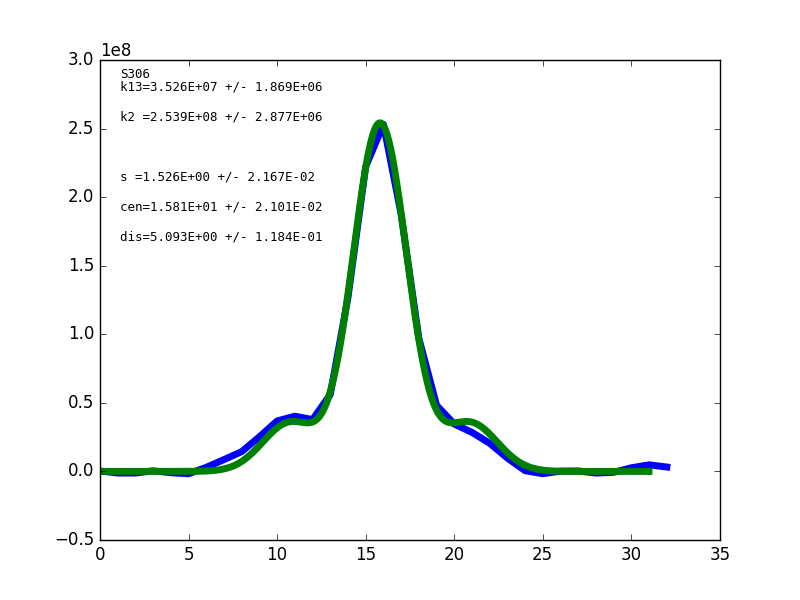 1e8
3.0
S306
k13=3.526E+07 +/- 1.869E+06
k2 =2.539E+08 +/- 2.877E+06
2.5
s =1.526E+00 +/- 2.167E-02
2.0
cen=1.581E+01 +/- 2.101E-02
dis=5.093E+00 +/- 1.184E-01
1.5
1.0
0.5
0.0
−0.5
0 5 10 15 20 25 30 35